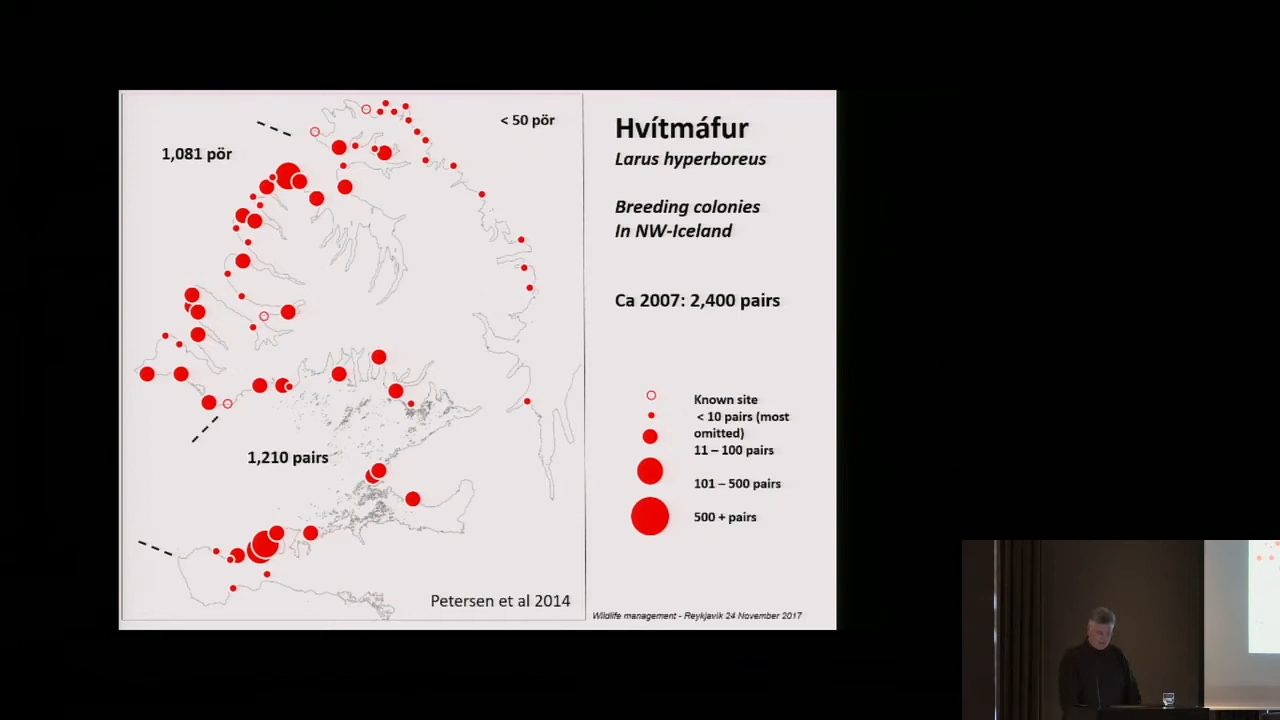 < 50 pör
1,081 pör
1,210 pairs
Petersen et al 2014
Hvítmáfur
Larus hyperboreus
Breeding colonies
In NW-Iceland
Ca 2007: 2,400 pairs
Known site
< 10 pairs (most
omitted)
11 – 100 pairs
101 – 500 pairs
500 + pairs
Wildlife management - Reykjavik 24 November 2017